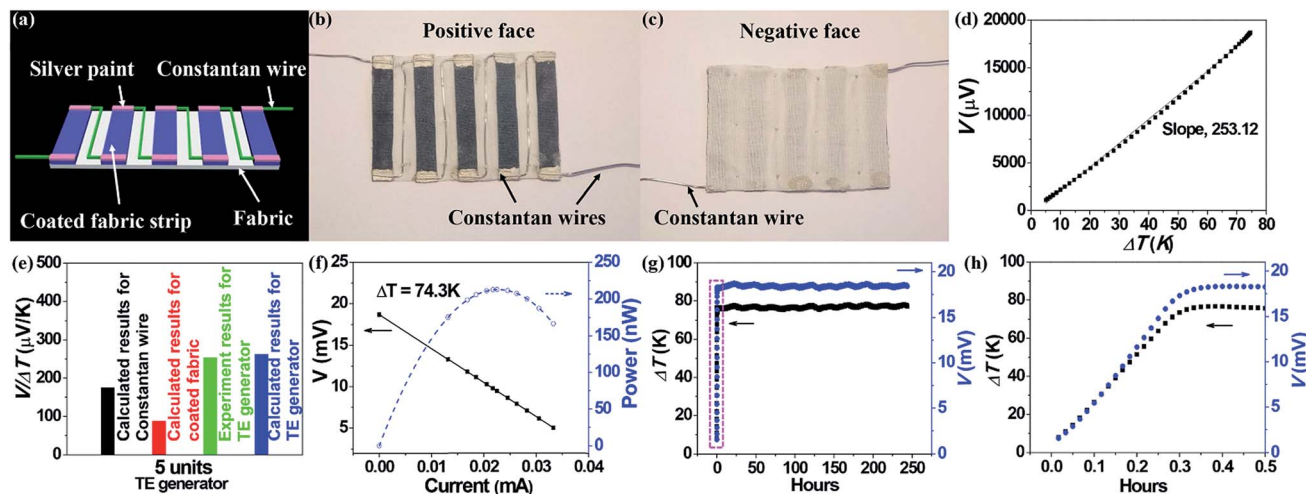 (a)
Silver paint
Constantan wire
Coated fabric strip
Fabric
(b)
Positive face
(c)
Negative face
Constantan wires
Constantan wire
(d)
20000
15000
10000
5000
0
V (μV)
Slope, 253.12
0 10 20 30 40 50 60 70 80
ΔT (K)
(e)
500
400
300
200
100
0
V/ΔT (μV/K)
Calculated results for
Constantan wire
Calculated results for
coated fabric
Experiment results for
TE generator
Calculated results for
TE generator
5 units
TE generator
(f)
25
20
15
10
5
V (mV)
ΔT = 74.3K
250
200
150
100
50
0
Power (nW)
0.00 0.01 0.02 0.03 0.04
Current (mA)
(g)
100
90
80
70
60
50
40
30
20
10
0
ΔT (K)
20
15
10
5
0
V (mV)
0 50 100 150 200 250
Hours
(h)
100
80
60
40
20
0
ΔT (K)
20
15
10
5
0
V (mV)
0.0 0.1 0.2 0.3 0.4 0.5
Hours